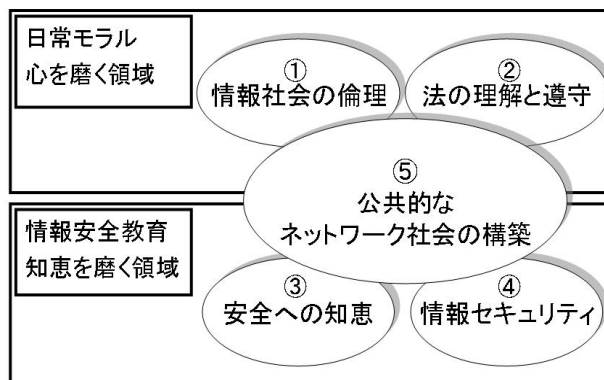 日常モラル
心を磨く領域
①
情報社会の倫理
②
法の理解と遵守
⑤
公共的な
ネットワーク社会の構築
情報安全教育
知恵を磨く領域
③
安全への知恵
④
情報セキュリティ